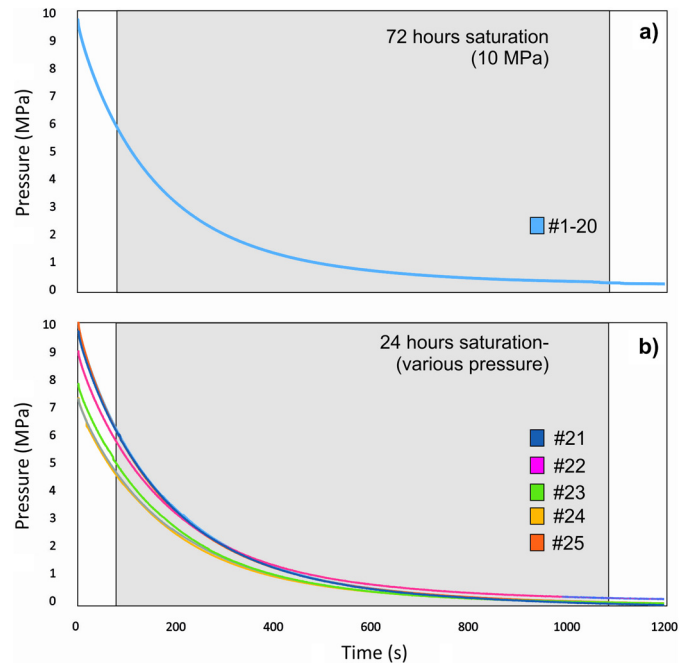 10
9
8
7
6
5
4
3
2
1
0
Pressure (MPa)
72 hours saturation
(10 MPa)
a)
#1-20
10
9
8
7
6
5
4
3
2
1
0
Pressure (MPa)
24 hours saturation-
(various pressure)
b)
#21
#22
#23
#24
#25
0 200 400 600 800 1000 1200
Time (s)